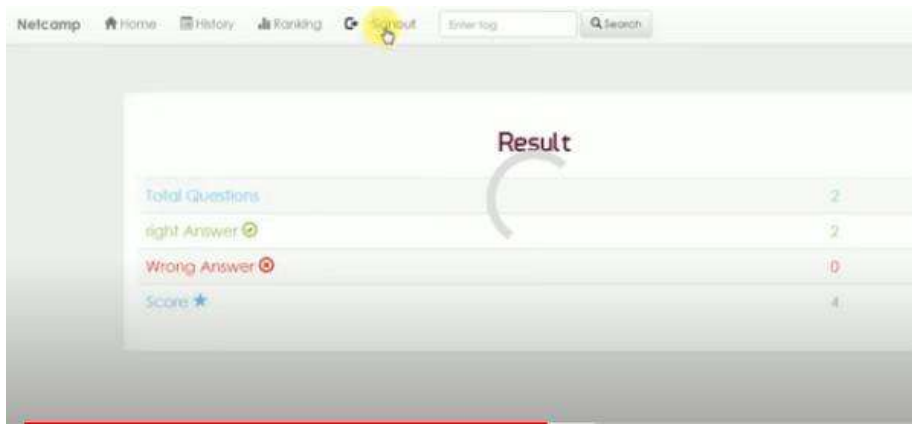 Netcamp Home History Ranking Signout Enter tag Search
Result
Total Questions 2
right Answer 2
Wrong Answer 0
Score 4